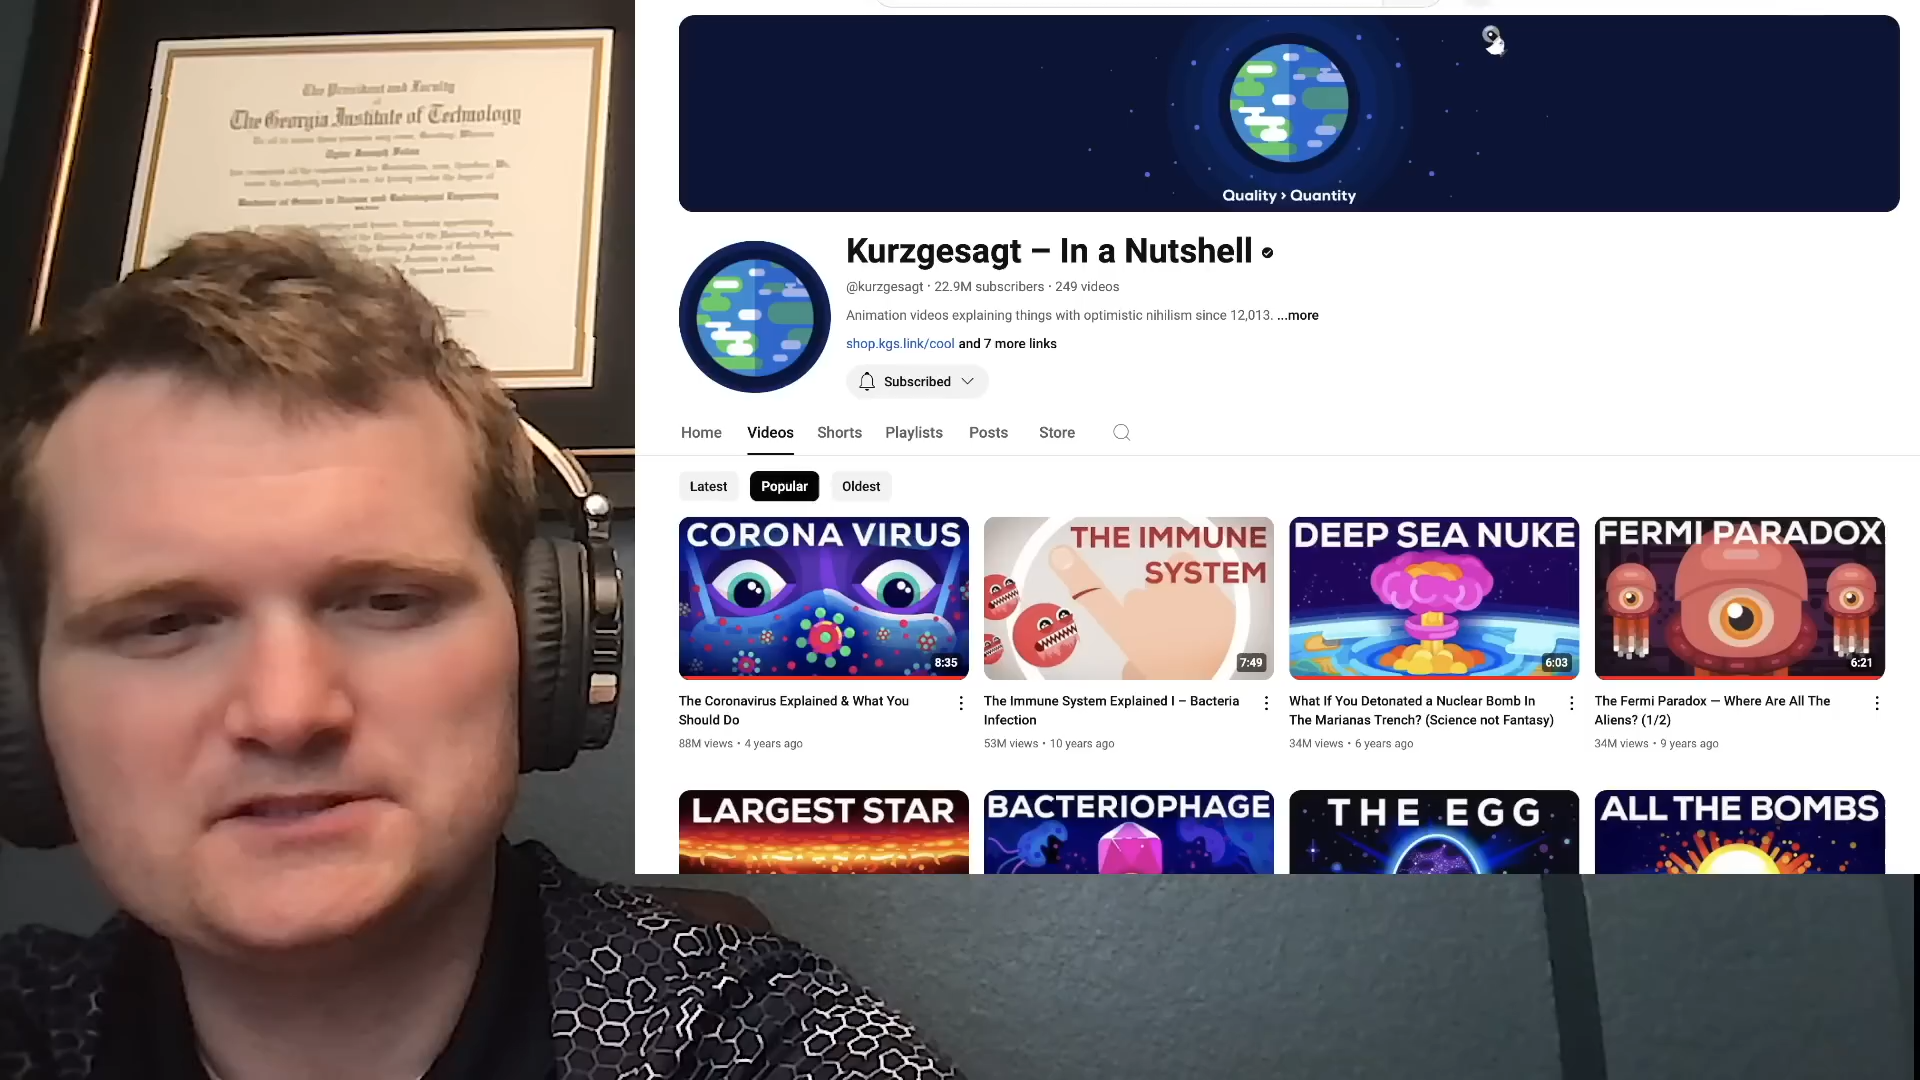 The President and Faculty
of
The Georgia Institute of Technology
Quality > Quantity
Kurzgesagt – In a Nutshell
@kurzgesagt · 22.9M subscribers · 249 videos
Animation videos explaining things with optimistic nihilism since 12,013. ...more
shop.kgs.link/cool and 7 more links
Subscribed
Home Videos Shorts Playlists Posts Store
Latest Popular Oldest
CORONA VIRUS
8:35
THE IMMUNE
SYSTEM
7:49
DEEP SEA NUKE
6:03
FERMI PARADOX
6:21
The Coronavirus Explained & What You
Should Do
88M views • 4 years ago
The Immune System Explained I – Bacteria
Infection
53M views • 10 years ago
What If You Detonated a Nuclear Bomb In
The Marianas Trench? (Science not Fantasy)
34M views • 6 years ago
The Fermi Paradox — Where Are All The
Aliens? (1/2)
34M views • 9 years ago
LARGEST STAR
BACTERIOPHAGE
THE EGG
ALL THE BOMBS